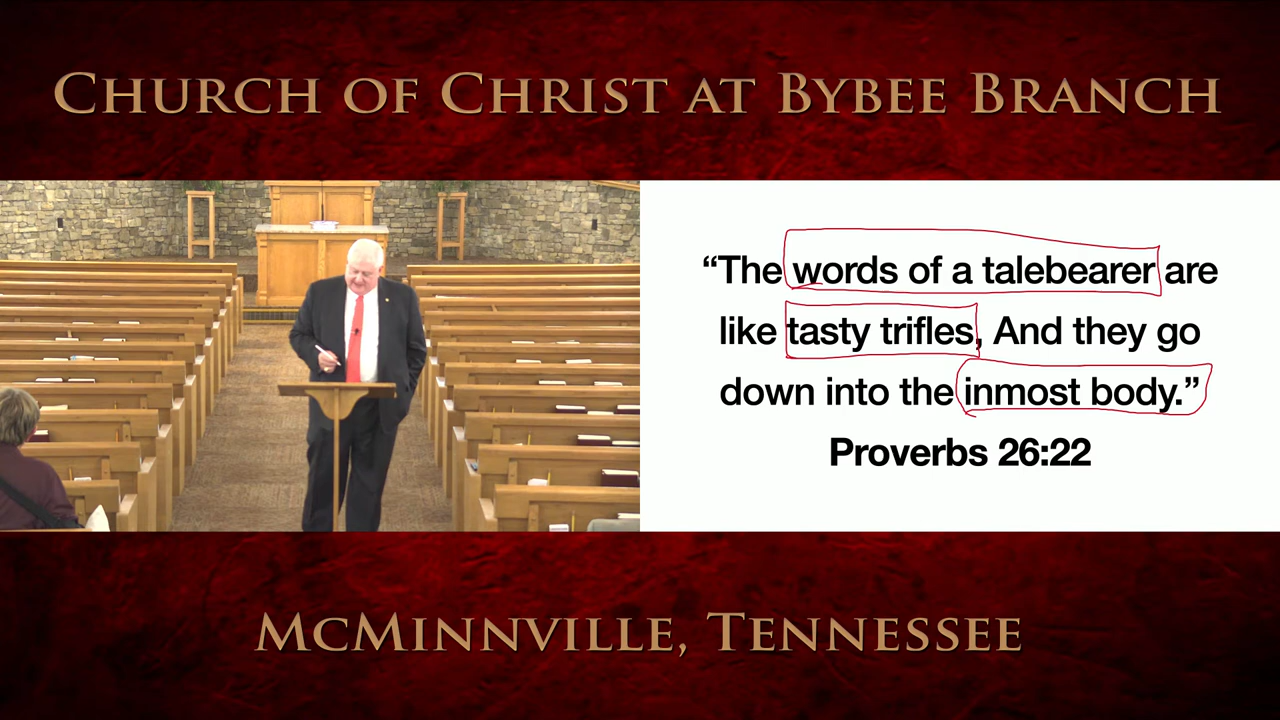 Church of Christ at Bybee Branch
“The words of a talebearer are
like tasty trifles, And they go
down into the inmost body.”
Proverbs 26:22
McMinnville, Tennessee